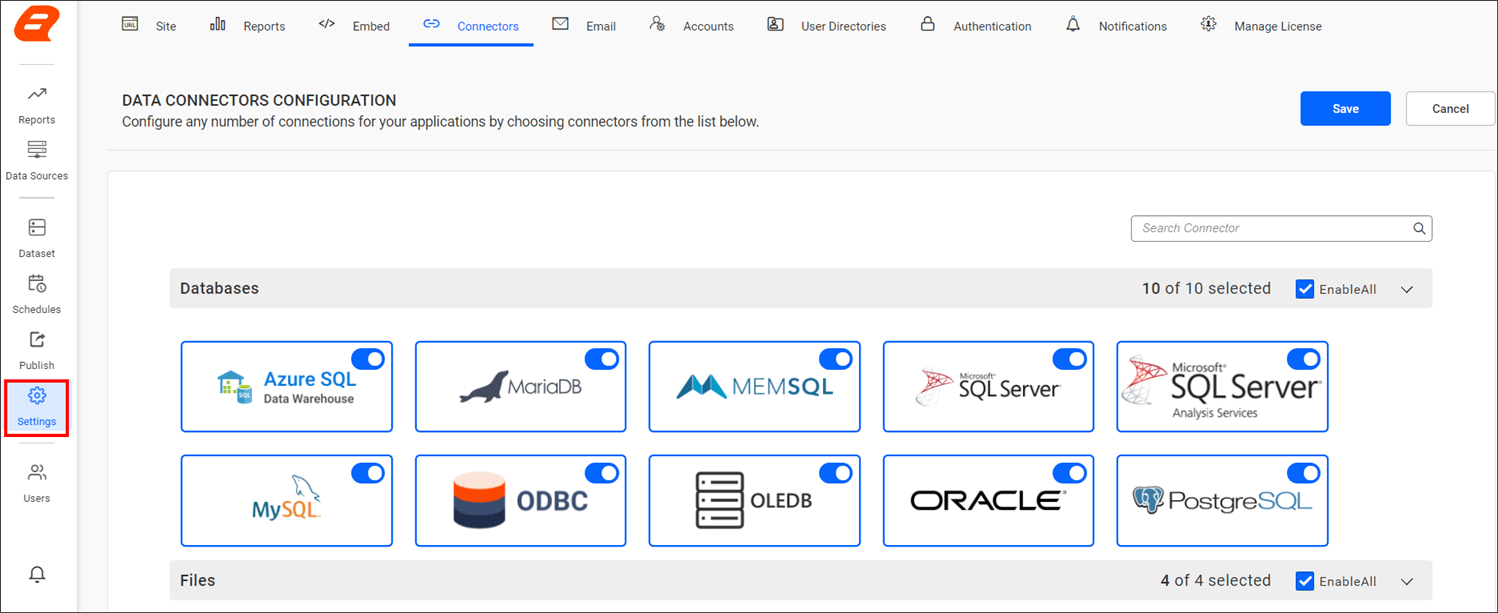 URL Site Reports </> Embed Connectors Email Accounts User Directories Authentication Notifications Manage License
Reports
Data Sources
Dataset
Schedules
Publish
Settings
Users
DATA CONNECTORS CONFIGURATION
Configure any number of connections for your applications by choosing connectors from the list below.
Save Cancel
Search Connector
Databases 10 of 10 selected EnableAll
SQL Azure SQL
Data Warehouse
MariaDB
MEMSQL
Microsoft®
SQL Server®
Microsoft®
SQL Server®
Analysis Services
MySQL
ODBC
OLEDB
ORACLE®
PostgreSQL
Files 4 of 4 selected EnableAll